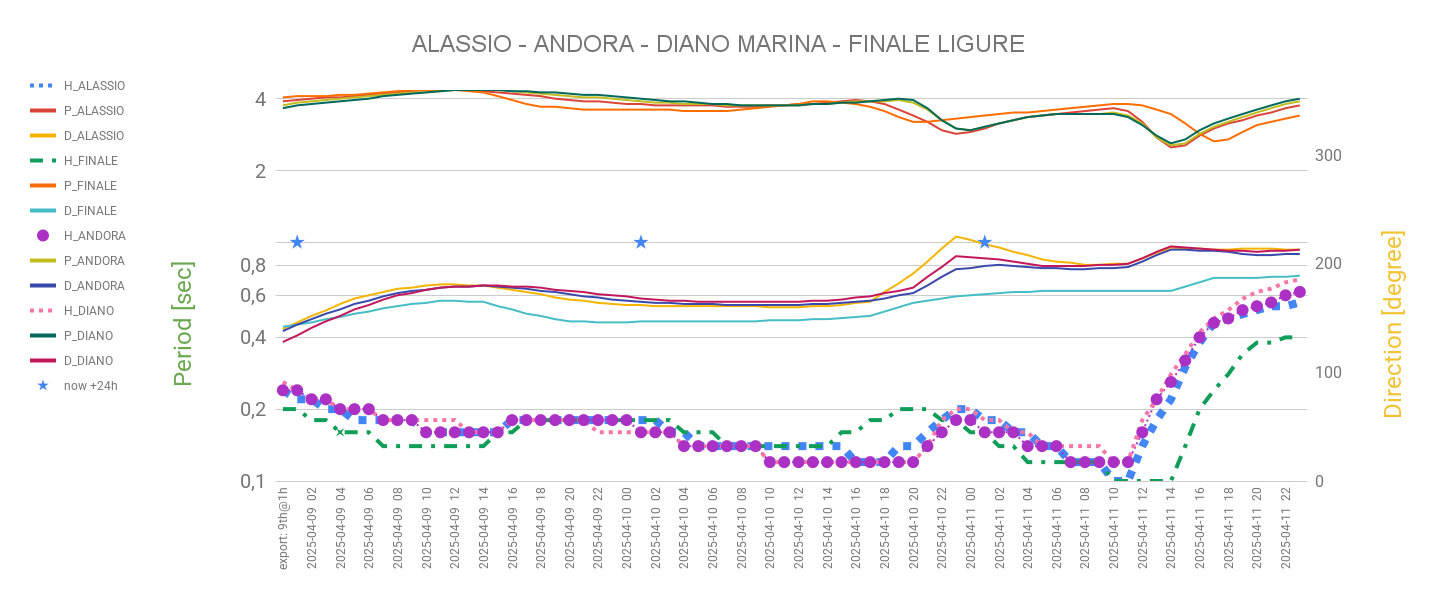 ALASSIO - ANDORA - DIANO MARINA - FINALE LIGURE
H_ALASSIO
P_ALASSIO
D_ALASSIO
H_FINALE
P_FINALE
D_FINALE
H_ANDORA
P_ANDORA
D_ANDORA
H_DIANO
P_DIANO
D_DIANO
now +24h
Period [sec]
4
2
0,8
0,6
0,4
0,2
0,1
300
200
100
0
Direction [degree]
export: 9th@1h
2025-04-09 02
2025-04-09 04
2025-04-09 06
2025-04-09 08
2025-04-09 10
2025-04-09 12
2025-04-09 14
2025-04-09 16
2025-04-09 18
2025-04-09 20
2025-04-09 22
2025-04-10 00
2025-04-10 02
2025-04-10 04
2025-04-10 06
2025-04-10 08
2025-04-10 10
2025-04-10 12
2025-04-10 14
2025-04-10 16
2025-04-10 18
2025-04-10 20
2025-04-10 22
2025-04-11 00
2025-04-11 02
2025-04-11 04
2025-04-11 06
2025-04-11 08
2025-04-11 10
2025-04-11 12
2025-04-11 14
2025-04-11 16
2025-04-11 18
2025-04-11 20
2025-04-11 22